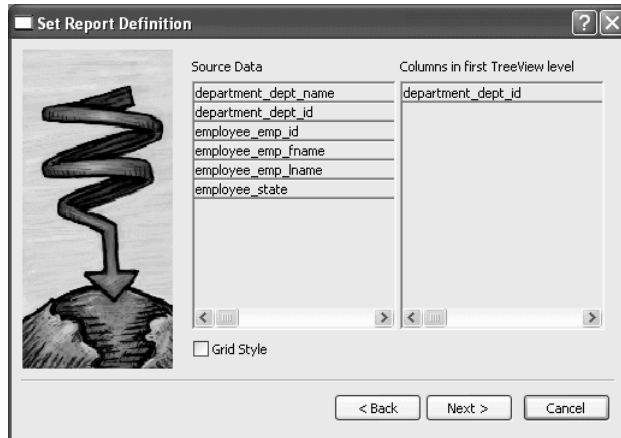 Set Report Definition
Source Data
department_dept_name
department_dept_id
employee_emp_id
employee_emp_fname
employee_emp_lname
employee_state
Columns in first TreeView level
department_dept_id
Grid Style
< Back
Next >
Cancel